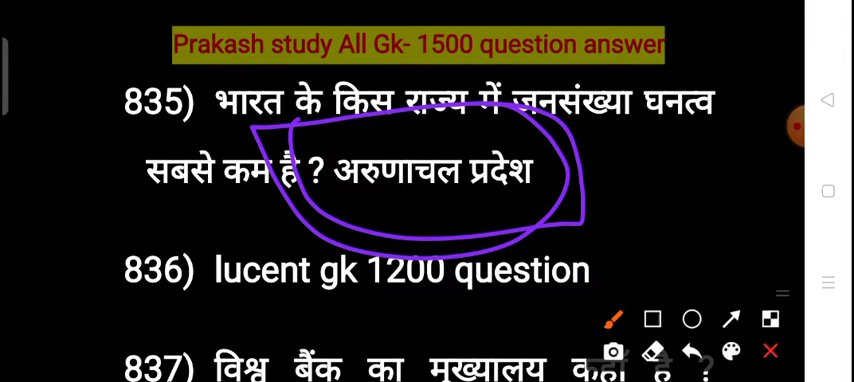 Prakash study All Gk- 1500 question answer
835) भारत के किस राज्य में जनसंख्या घनत्व
सबसे कम है ? अरुणाचल प्रदेश
836) lucent gk 1200 question
837) विश्व बैंक का मुख्यालय कहाँ है ?